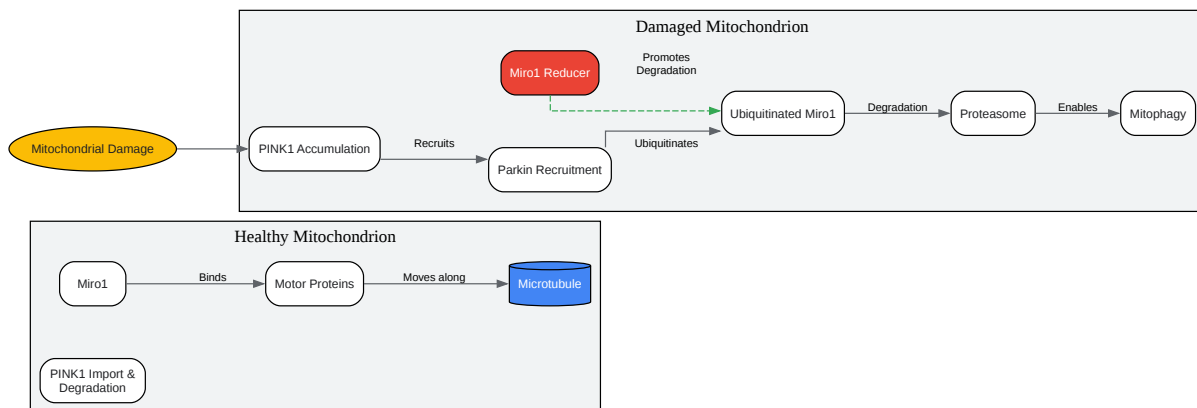 Damaged Mitochondrion
Miro1 Reducer
Promotes
Degradation
Ubiquitinated Miro1
Degradation
Proteasome
Enables
Mitophagy
Mitochondrial Damage
PINK1 Accumulation
Recruits
Parkin Recruitment
Ubiquitinates
Healthy Mitochondrion
Miro1
Binds
Motor Proteins
Moves along
Microtubule
PINK1 Import &
Degradation